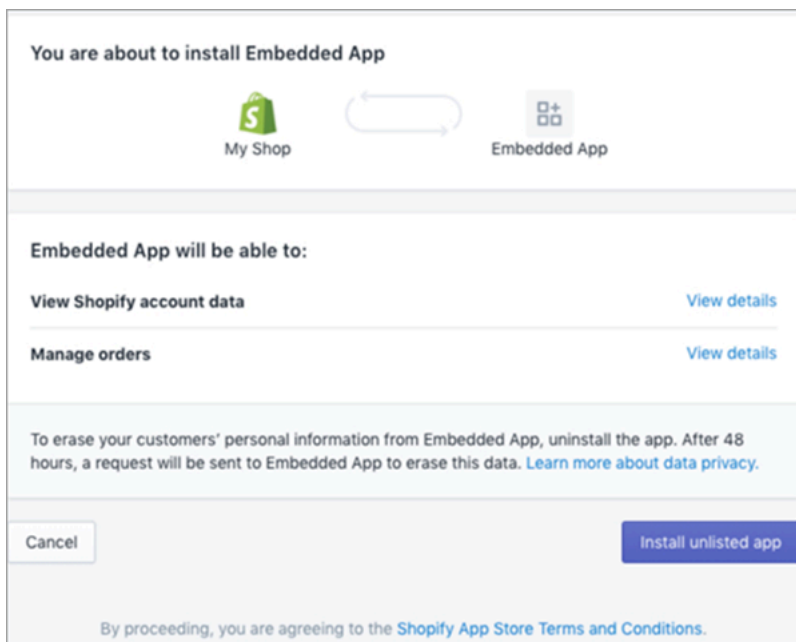 You are about to install Embedded App
S
My Shop
Embedded App
Embedded App will be able to:
View Shopify account data
View details
Manage orders
View details
To erase your customers’ personal information from Embedded App, uninstall the app. After 48
hours, a request will be sent to Embedded App to erase this data. Learn more about data privacy.
Cancel
Install unlisted app
By proceeding, you are agreeing to the Shopify App Store Terms and Conditions.